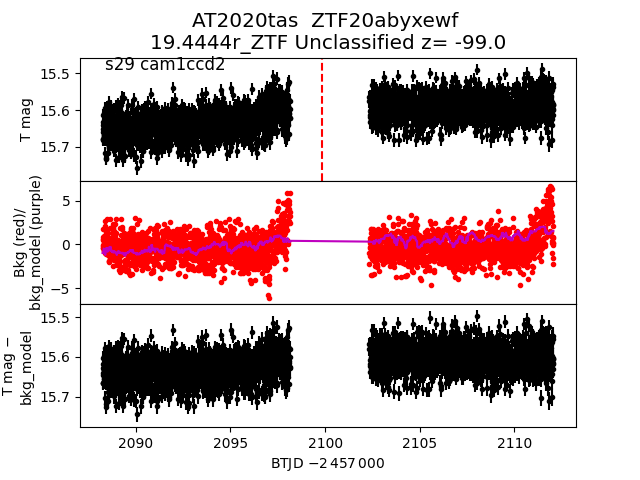 AT2020tas  ZTF20abyxewf
19.4444r_ZTF Unclassified z= -99.0
s29 cam1ccd2
T mag
15.5
15.6
15.7
Bkg (red)/
bkg_model (purple)
5
0
−5
T mag −
bkg_model
15.5
15.6
15.7
2090
2095
2100
2105
2110
BTJD −2 457 000